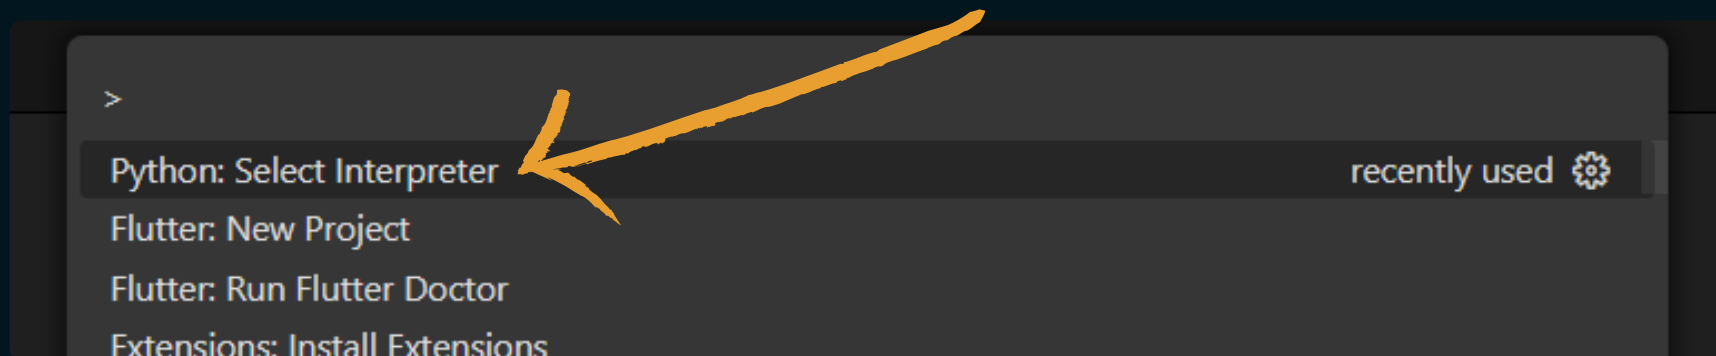 >
Python: Select Interpreter recently used
Flutter: New Project
Flutter: Run Flutter Doctor
Extensions: Install Extensions